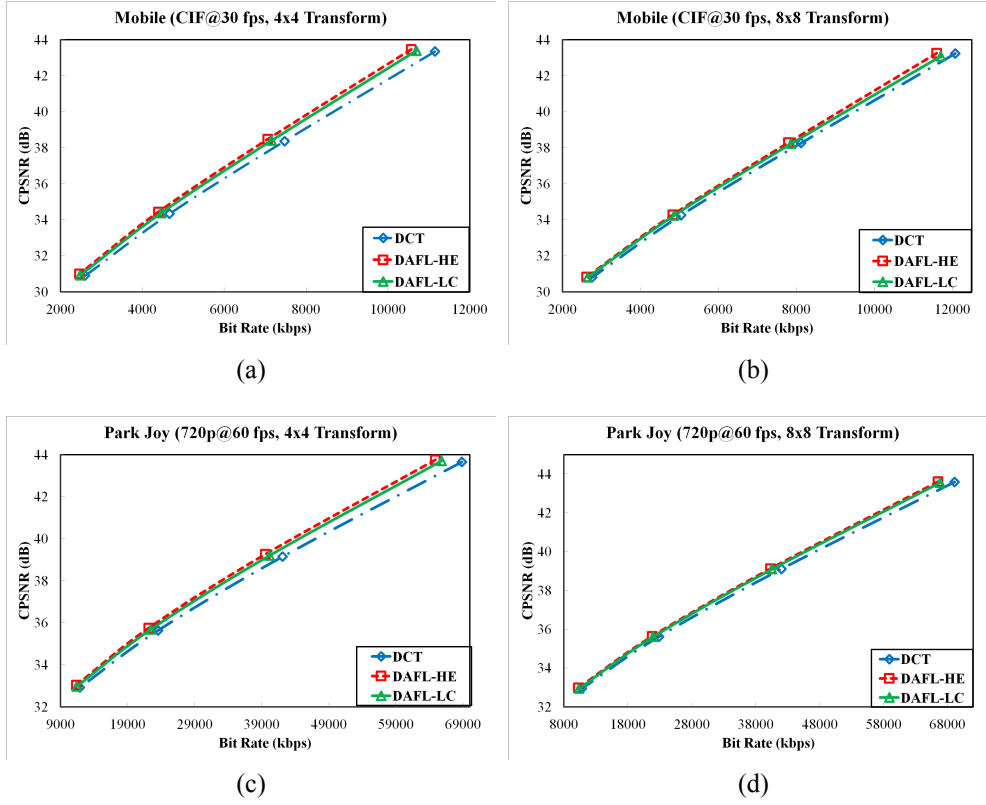 Mobile (CIF@30 fps, 4x4 Transform)
44
42
40
38
36
34
32
30
CPSNR (dB)
2000 4000 6000 8000 10000 12000
Bit Rate (kbps)
DCT
DAFL-HE
DAFL-LC
(a)
Mobile (CIF@30 fps, 8x8 Transform)
44
42
40
38
36
34
32
30
CPSNR (dB)
2000 4000 6000 8000 10000 12000
Bit Rate (kbps)
DCT
DAFL-HE
DAFL-LC
(b)
Park Joy (720p@60 fps, 4x4 Transform)
44
42
40
38
36
34
32
CPSNR (dB)
9000 19000 29000 39000 49000 59000 69000
Bit Rate (kbps)
DCT
DAFL-HE
DAFL-LC
(c)
Park Joy (720p@60 fps, 8x8 Transform)
44
42
40
38
36
34
32
CPSNR (dB)
8000 18000 28000 38000 48000 58000 68000
Bit Rate (kbps)
DCT
DAFL-HE
DAFL-LC
(d)